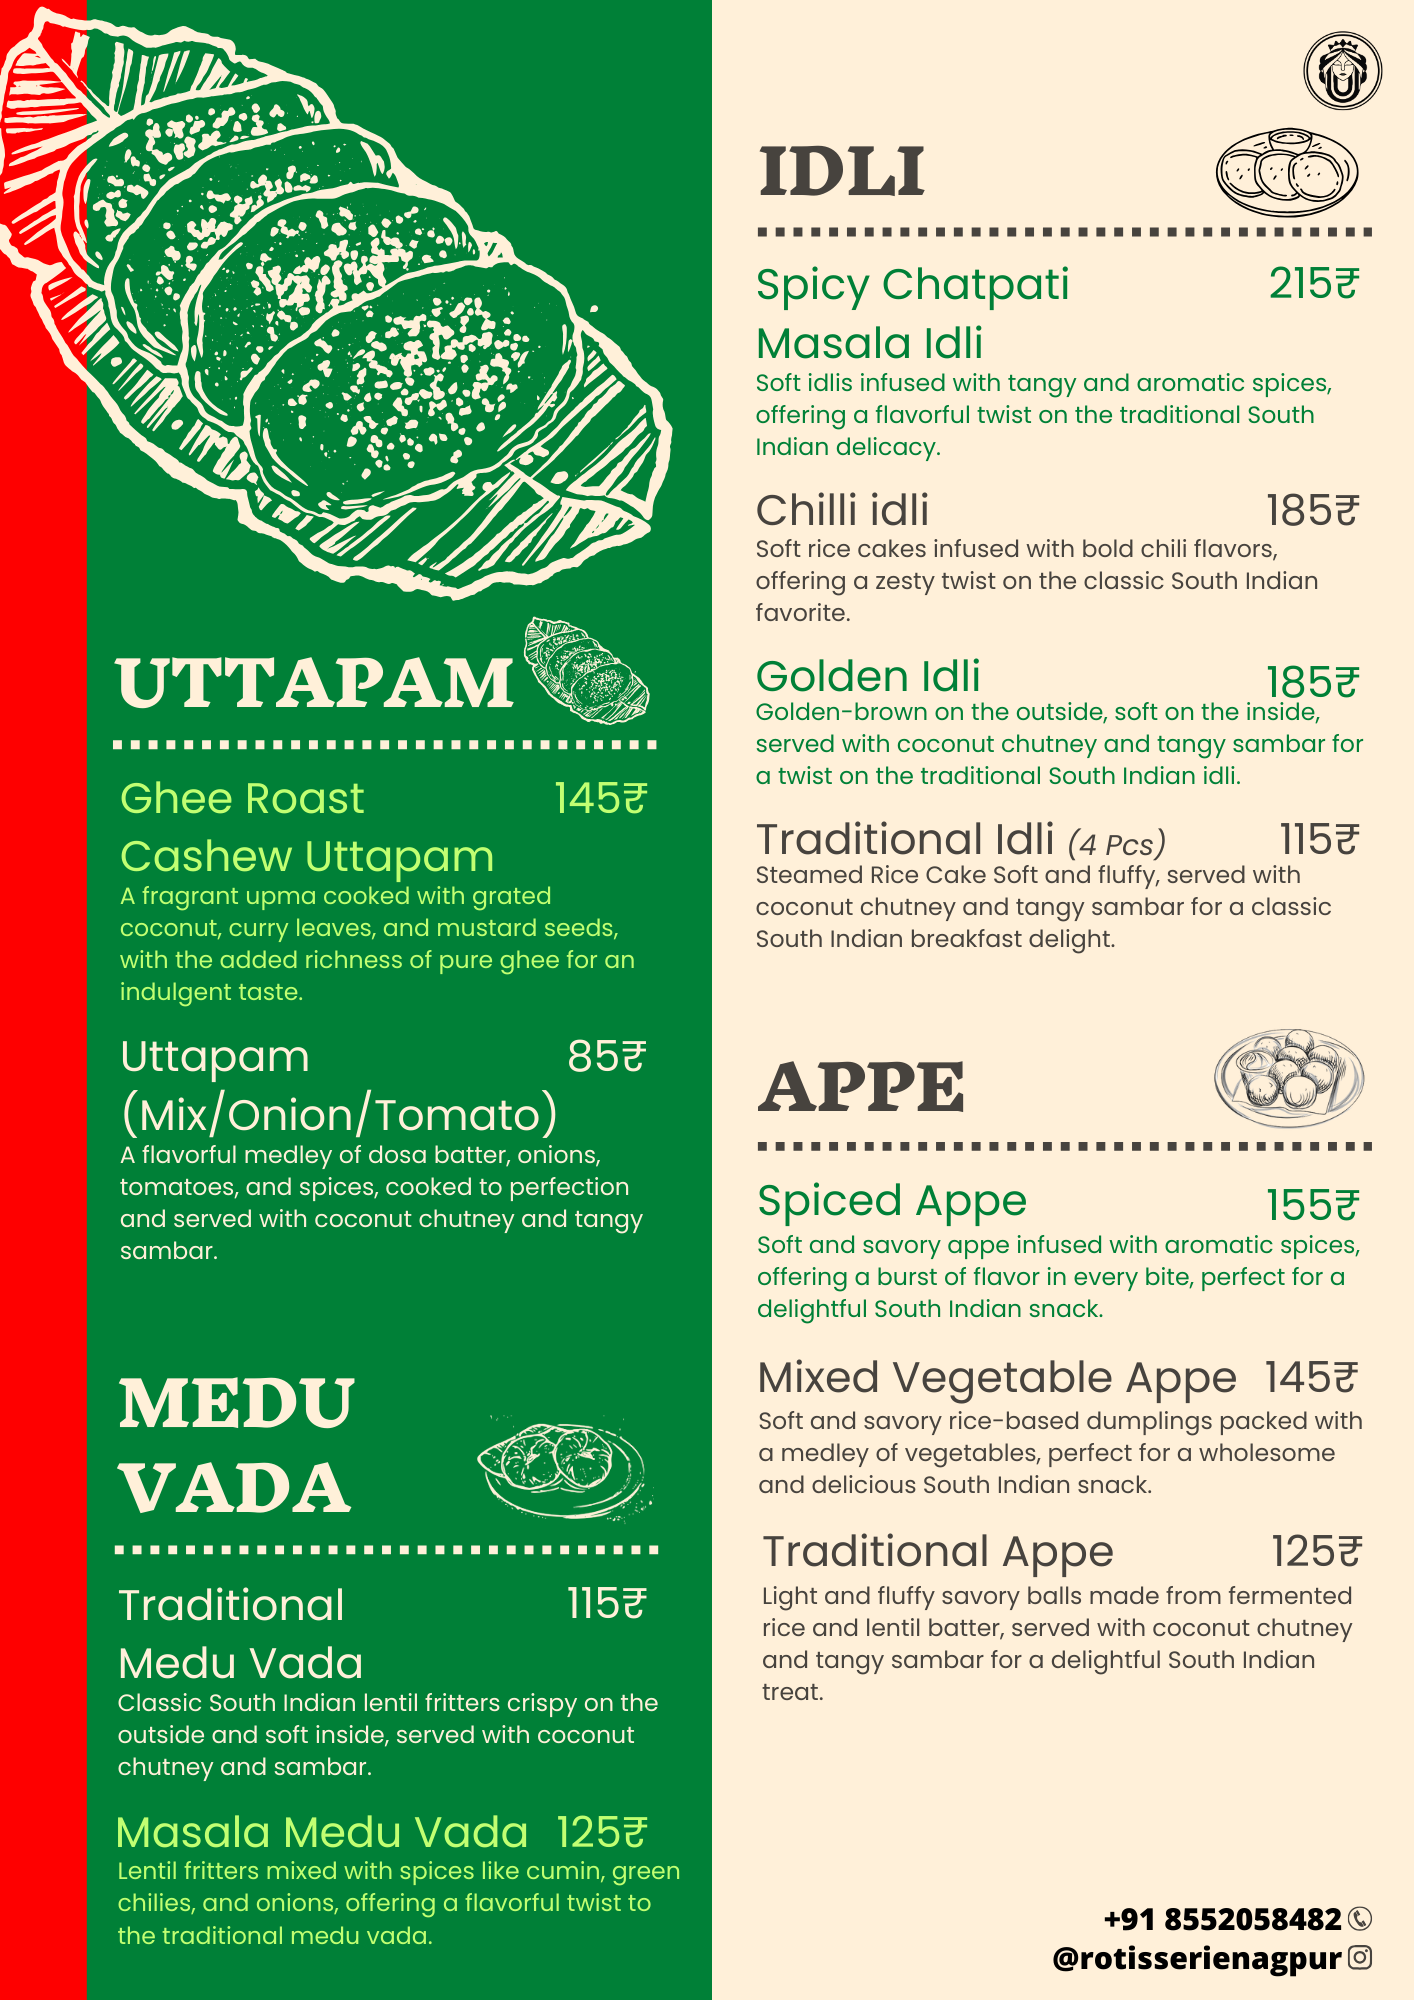 UTTAPAM
Ghee Roast 145₹
Cashew Uttapam
A fragrant upma cooked with grated
coconut, curry leaves, and mustard seeds,
with the added richness of pure ghee for an
indulgent taste.
Uttapam 85₹
(Mix/Onion/Tomato)
A flavorful medley of dosa batter, onions,
tomatoes, and spices, cooked to perfection
and served with coconut chutney and tangy
sambar.
MEDU
VADA
Traditional 115₹
Medu Vada
Classic South Indian lentil fritters crispy on the
outside and soft inside, served with coconut
chutney and sambar.
Masala Medu Vada 125₹
Lentil fritters mixed with spices like cumin, green
chilies, and onions, offering a flavorful twist to
the traditional medu vada.
IDLI
Spicy Chatpati 215₹
Masala Idli
Soft idlis infused with tangy and aromatic spices,
offering a flavorful twist on the traditional South
Indian delicacy.
Chilli idli 185₹
Soft rice cakes infused with bold chili flavors,
offering a zesty twist on the classic South Indian
favorite.
Golden Idli 185₹
Golden-brown on the outside, soft on the inside,
served with coconut chutney and tangy sambar for
a twist on the traditional South Indian idli.
Traditional Idli (4 Pcs) 115₹
Steamed Rice Cake Soft and fluffy, served with
coconut chutney and tangy sambar for a classic
South Indian breakfast delight.
APPE
Spiced Appe 155₹
Soft and savory appe infused with aromatic spices,
offering a burst of flavor in every bite, perfect for a
delightful South Indian snack.
Mixed Vegetable Appe 145₹
Soft and savory rice-based dumplings packed with
a medley of vegetables, perfect for a wholesome
and delicious South Indian snack.
Traditional Appe 125₹
Light and fluffy savory balls made from fermented
rice and lentil batter, served with coconut chutney
and tangy sambar for a delightful South Indian
treat.
+91 8552058482
@rotisserienagpur